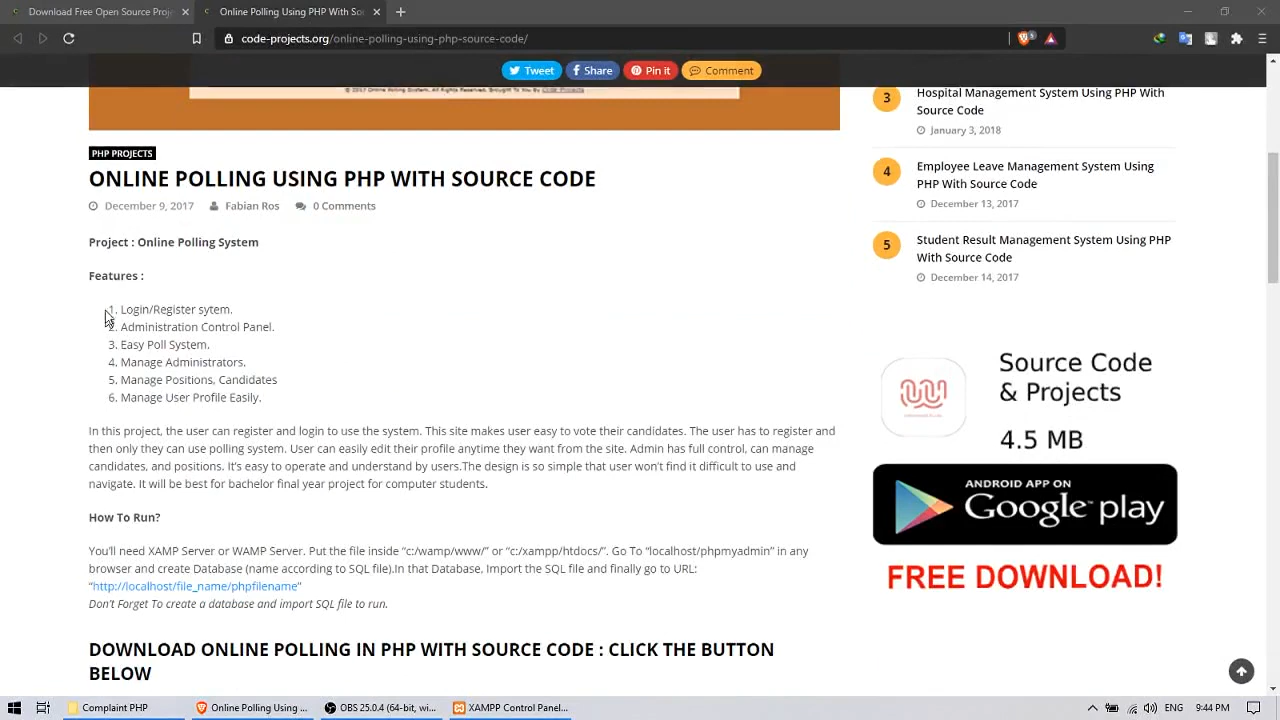 Download Free Open Source Proje
Online Polling Using PHP With So
code-projects.org/online-polling-using-php-source-code/
Tweet
Share
Pin it
Comment
© 2017 Online Polling System. All Rights Reserved. Brought To You By Code-Projects
PHP PROJECTS
ONLINE POLLING USING PHP WITH SOURCE CODE
December 9, 2017 Fabian Ros 0 Comments
Project : Online Polling System
Features :
1. Login/Register sytem.
2. Administration Control Panel.
3. Easy Poll System.
4. Manage Administrators.
5. Manage Positions, Candidates
6. Manage User Profile Easily.
In this project, the user can register and login to use the system. This site makes user easy to vote their candidates. The user has to register and
then only they can use polling system. User can easily edit their profile anytime they want from the site. Admin has full control, can manage
candidates, and positions. It's easy to operate and understand by users.The design is so simple that user won't find it difficult to use and
navigate. It will be best for bachelor final year project for computer students.
How To Run?
You'll need XAMP Server or WAMP Server. Put the file inside “c:/wamp/www/” or “c:/xampp/htdocs/”. Go To “localhost/phpmyadmin” in any
browser and create Database (name according to SQL file).In that Database, Import the SQL file and finally go to URL:
“http://localhost/file_name/phpfilename”
Don't Forget To create a database and import SQL file to run.
DOWNLOAD ONLINE POLLING IN PHP WITH SOURCE CODE : CLICK THE BUTTON
BELOW
3
Hospital Management System Using PHP With
Source Code
January 3, 2018
4
Employee Leave Management System Using
PHP With Source Code
December 13, 2017
5
Student Result Management System Using PHP
With Source Code
December 14, 2017
Source Code
& Projects
4.5 MB
ANDROID APP ON
Google play
FREE DOWNLOAD!
Complaint PHP
Online Polling Using ...
OBS 25.0.4 (64-bit, wi...
XAMPP Control Panel...
ENG
9:44 PM